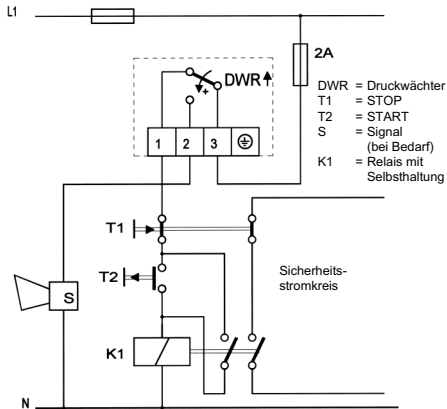 L1
2A
DWR
+
1 2 3
DWR = Druckwächter
T1 = STOP
T2 = START
S = Signal
(bei Bedarf)
K1 = Relais mit
Selbsthaltung
T1
T2
Sicherheits-
stromkreis
S
K1
N